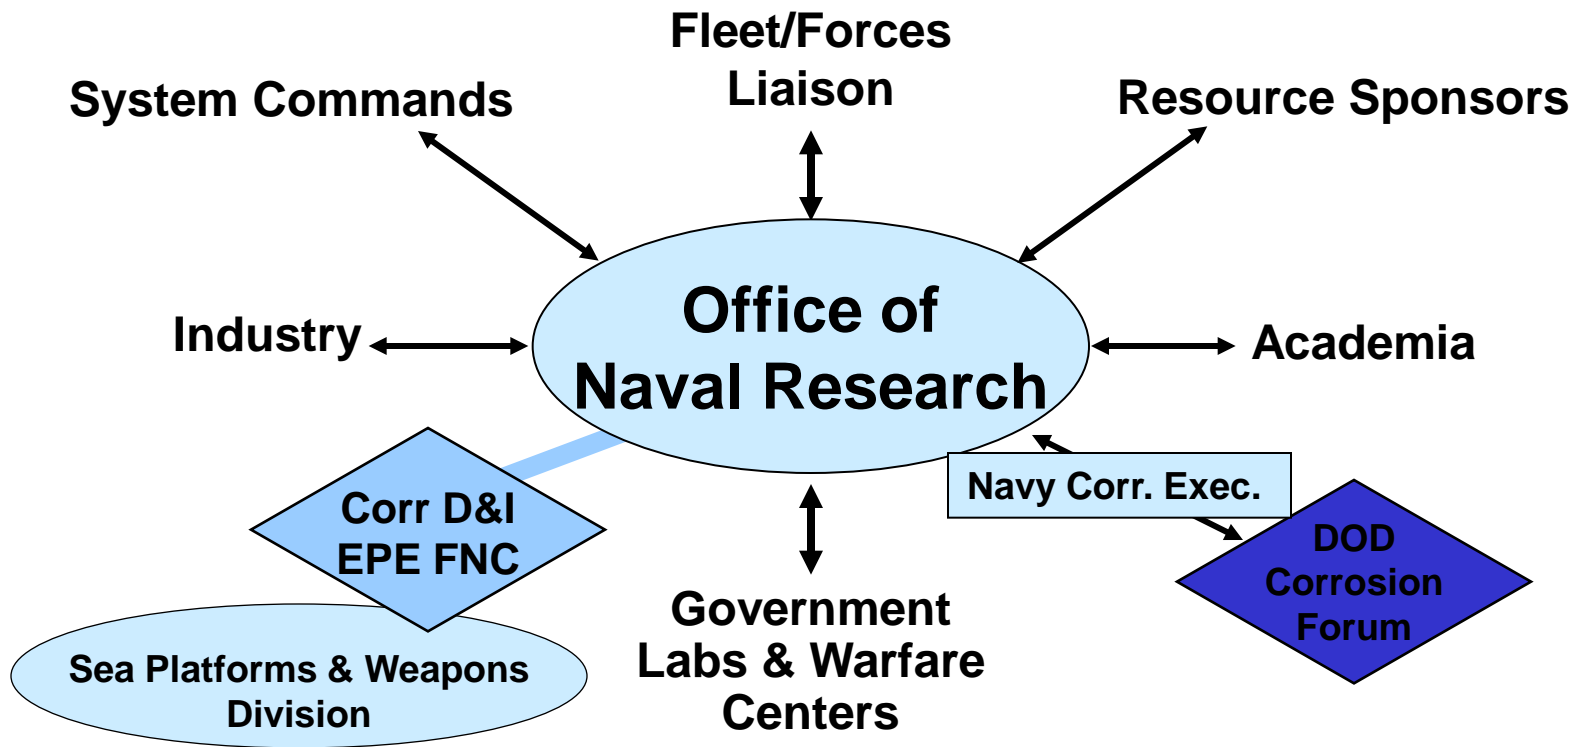 Fleet/Forces
Liaison
System Commands
Resource Sponsors
Office of
Naval Research
Industry
Academia
Navy Corr. Exec.
Corr D&I
EPE FNC
DOD
Corrosion
Forum
Government
Labs & Warfare
Centers
Sea Platforms & Weapons
Division